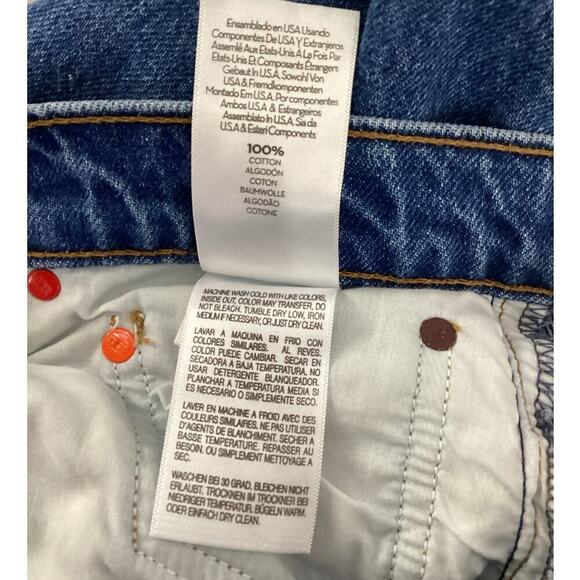 Ensamblado en USA Usando
Componentes De USA Y Extranjeros
Assemlé Aux Etats-Unis À La Fois Par
Etats-Unis Et Composants Étrangers
Gebaut In U.S.A. Sowohl Von
USA & Fremdkomponenten
Montado Em U.S.A. Por componentes
Ambos USA & Estrangeiros
Assemblato In U.S.A. Sia da
U.S.A & Esteri Components
100%
COTTON
ALGODÓN
COTON
BAUMWOLLE
ALGODÃO
COTONE
MACHINE WASH COLD WITH LIKE COLORS,
INSIDE OUT, COLOR MAY TRANSFER, DO
NOT BLEACH. TUMBLE DRY LOW, IRON
MEDIUM IF NECESSARY, OR JUST DRY CLEAN.
LAVAR A MAQUINA EN FRIO CON
COLORES SIMILARES. AL REVES.
COLOR PUEDE CAMBIAR. SECAR EN
SECADORA A BAJA TEMPERATURA. NO
USAR DETERGENTE BLANQUEADOR.
PLANCHAR A TEMPERATURA MEDIA SI
ES NECESARIO O SIMPLEMENTE SECO.
LAVER EN MACHINE A FROID AVEC DES
COULEURS SIMILAIRES. NE PAS UTILISER
D'AGENTS DE BLANCHIMENT. SECHER A
BASSE TEMPERATURE. REPASSER AU
BESOIN. OU SIMPLEMENT METTOYAGE A
SEC.
WASCHEN BEI 30 GRAD. BLEICHEN NICHT
ERLAUBT. TROCKNEN IM TROCKNER BEI
NIEDRIGER TEMPERATUR. BÜGELN WARM
ODER EINFACH DRY CLEAN.